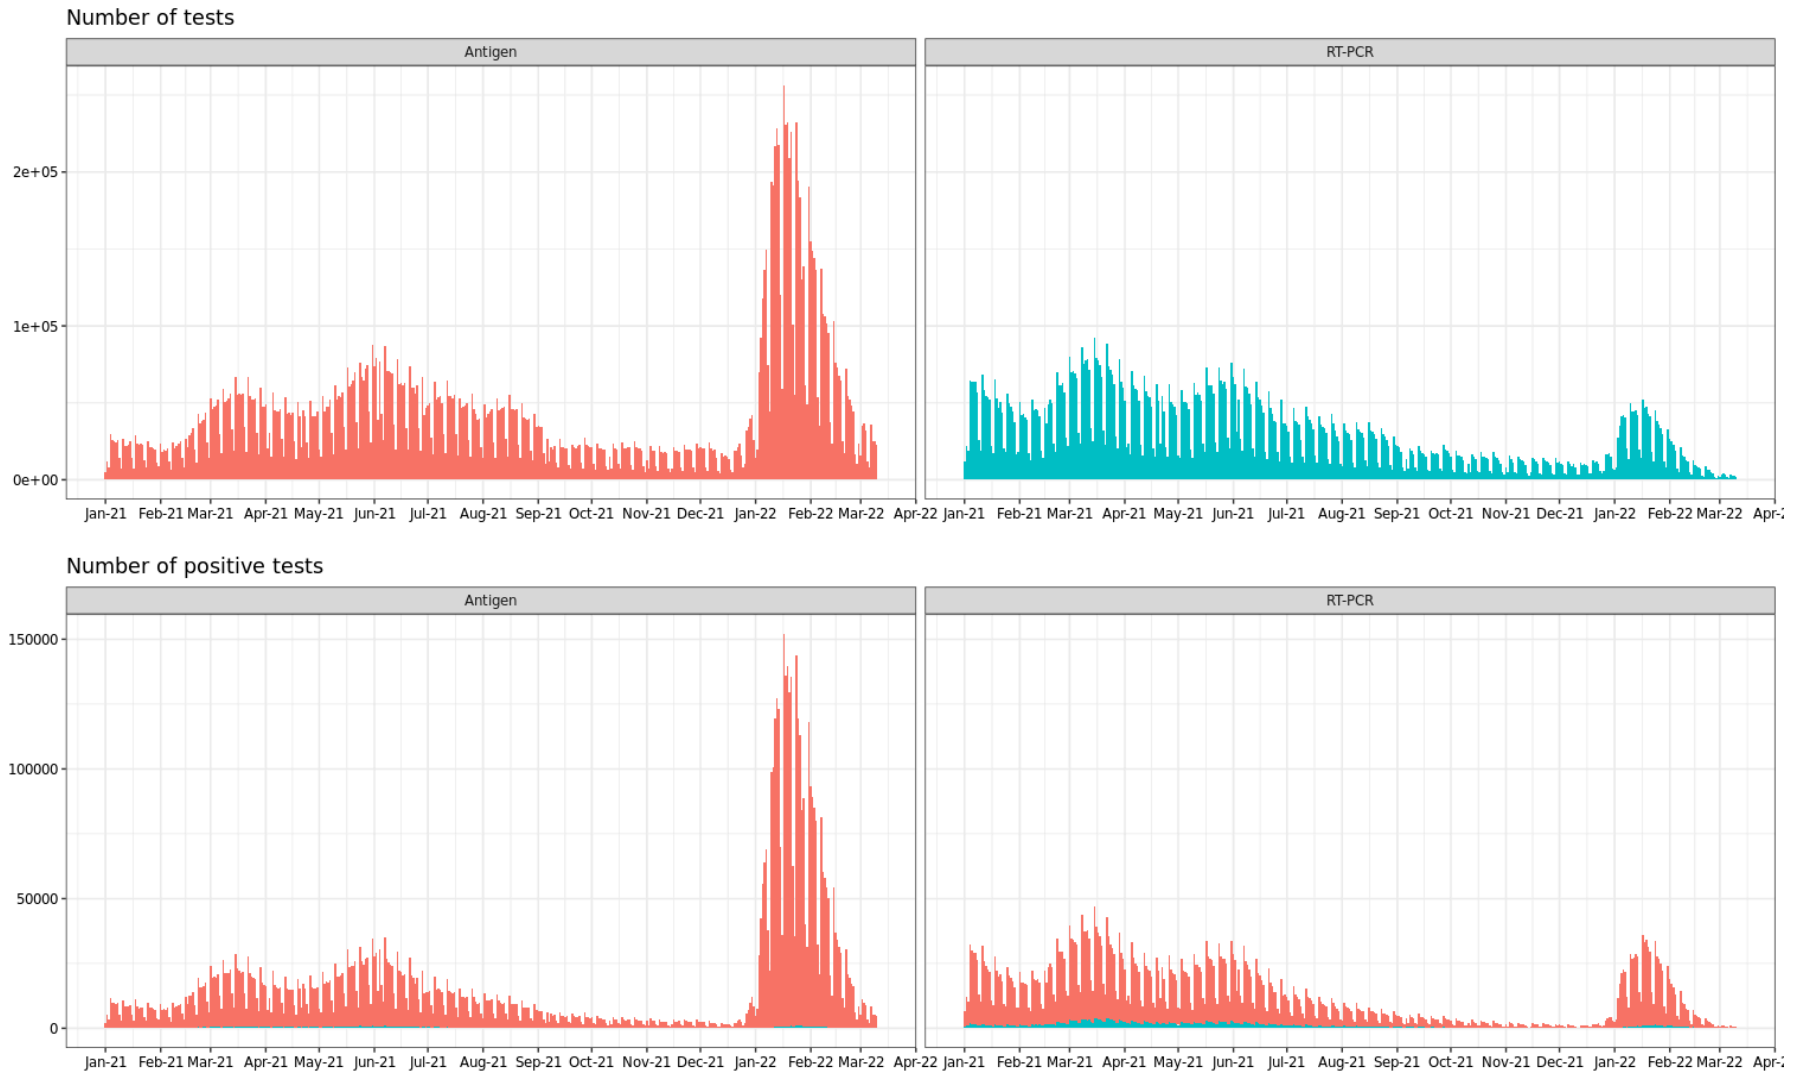 Number of tests
Antigen RT-PCR
2e+05
1e+05
0e+00
Jan-21 Feb-21 Mar-21 Apr-21 May-21 Jun-21 Jul-21 Aug-21 Sep-21 Oct-21 Nov-21 Dec-21 Jan-22 Feb-22 Mar-22 Apr-22 Jan-21 Feb-21 Mar-21 Apr-21 May-21 Jun-21 Jul-21 Aug-21 Sep-21 Oct-21 Nov-21 Dec-21 Jan-22 Feb-22 Mar-22 Apr-2
Number of positive tests
Antigen RT-PCR
150000
100000
50000
0
Jan-21 Feb-21 Mar-21 Apr-21 May-21 Jun-21 Jul-21 Aug-21 Sep-21 Oct-21 Nov-21 Dec-21 Jan-22 Feb-22 Mar-22 Apr-22 Jan-21 Feb-21 Mar-21 Apr-21 May-21 Jun-21 Jul-21 Aug-21 Sep-21 Oct-21 Nov-21 Dec-21 Jan-22 Feb-22 Mar-22 Apr-2